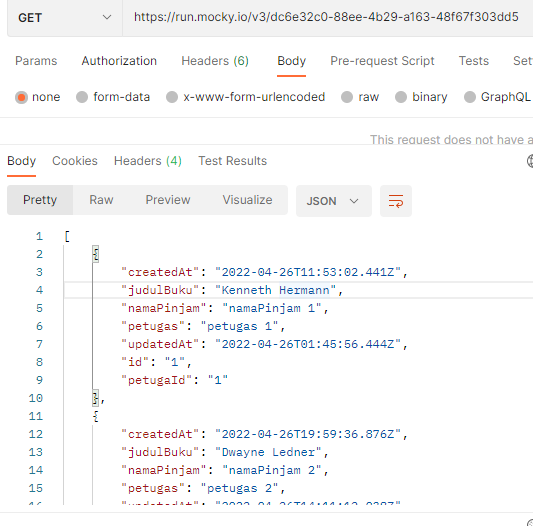 GET https://run.mocky.io/v3/dc6e32c0-88ee-4b29-a163-48f67f303dd5
Params Authorization Headers (6) Body Pre-request Script Tests
none form-data x-www-form-urlencoded raw binary GraphQL
This request does not have a
Body Cookies Headers (4) Test Results
Pretty Raw Preview Visualize JSON
1 [
2 {
3 "createdAt": "2022-04-26T11:53:02.441Z",
4 "judulBuku": "Kenneth Hermann",
5 "namaPinjam": "namaPinjam 1",
6 "petugas": "petugas 1",
7 "updatedAt": "2022-04-26T01:45:56.444Z",
8 "id": "1",
9 "petugaId": "1"
10 },
11 {
12 "createdAt": "2022-04-26T19:59:36.876Z",
13 "judulBuku": "Dwayne Ledner",
14 "namaPinjam": "namaPinjam 2",
15 "petugas": "petugas 2",